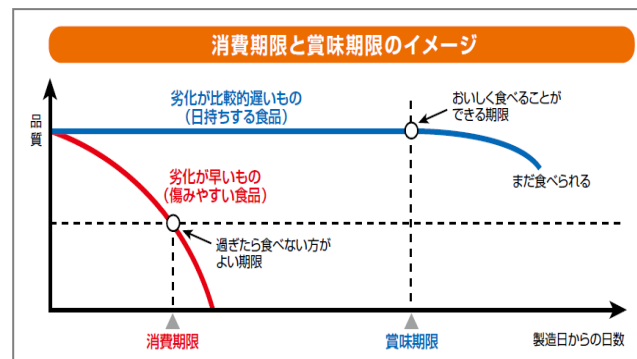 消費期限と賞味期限のイメージ
品質
劣化が比較的遅いもの
(日持ちする食品)
おいしく食べることが
できる期限
まだ食べられる
劣化が早いもの
(傷みやすい食品)
過ぎたら食べない方が
よい期限
消費期限
賞味期限
製造日からの日数